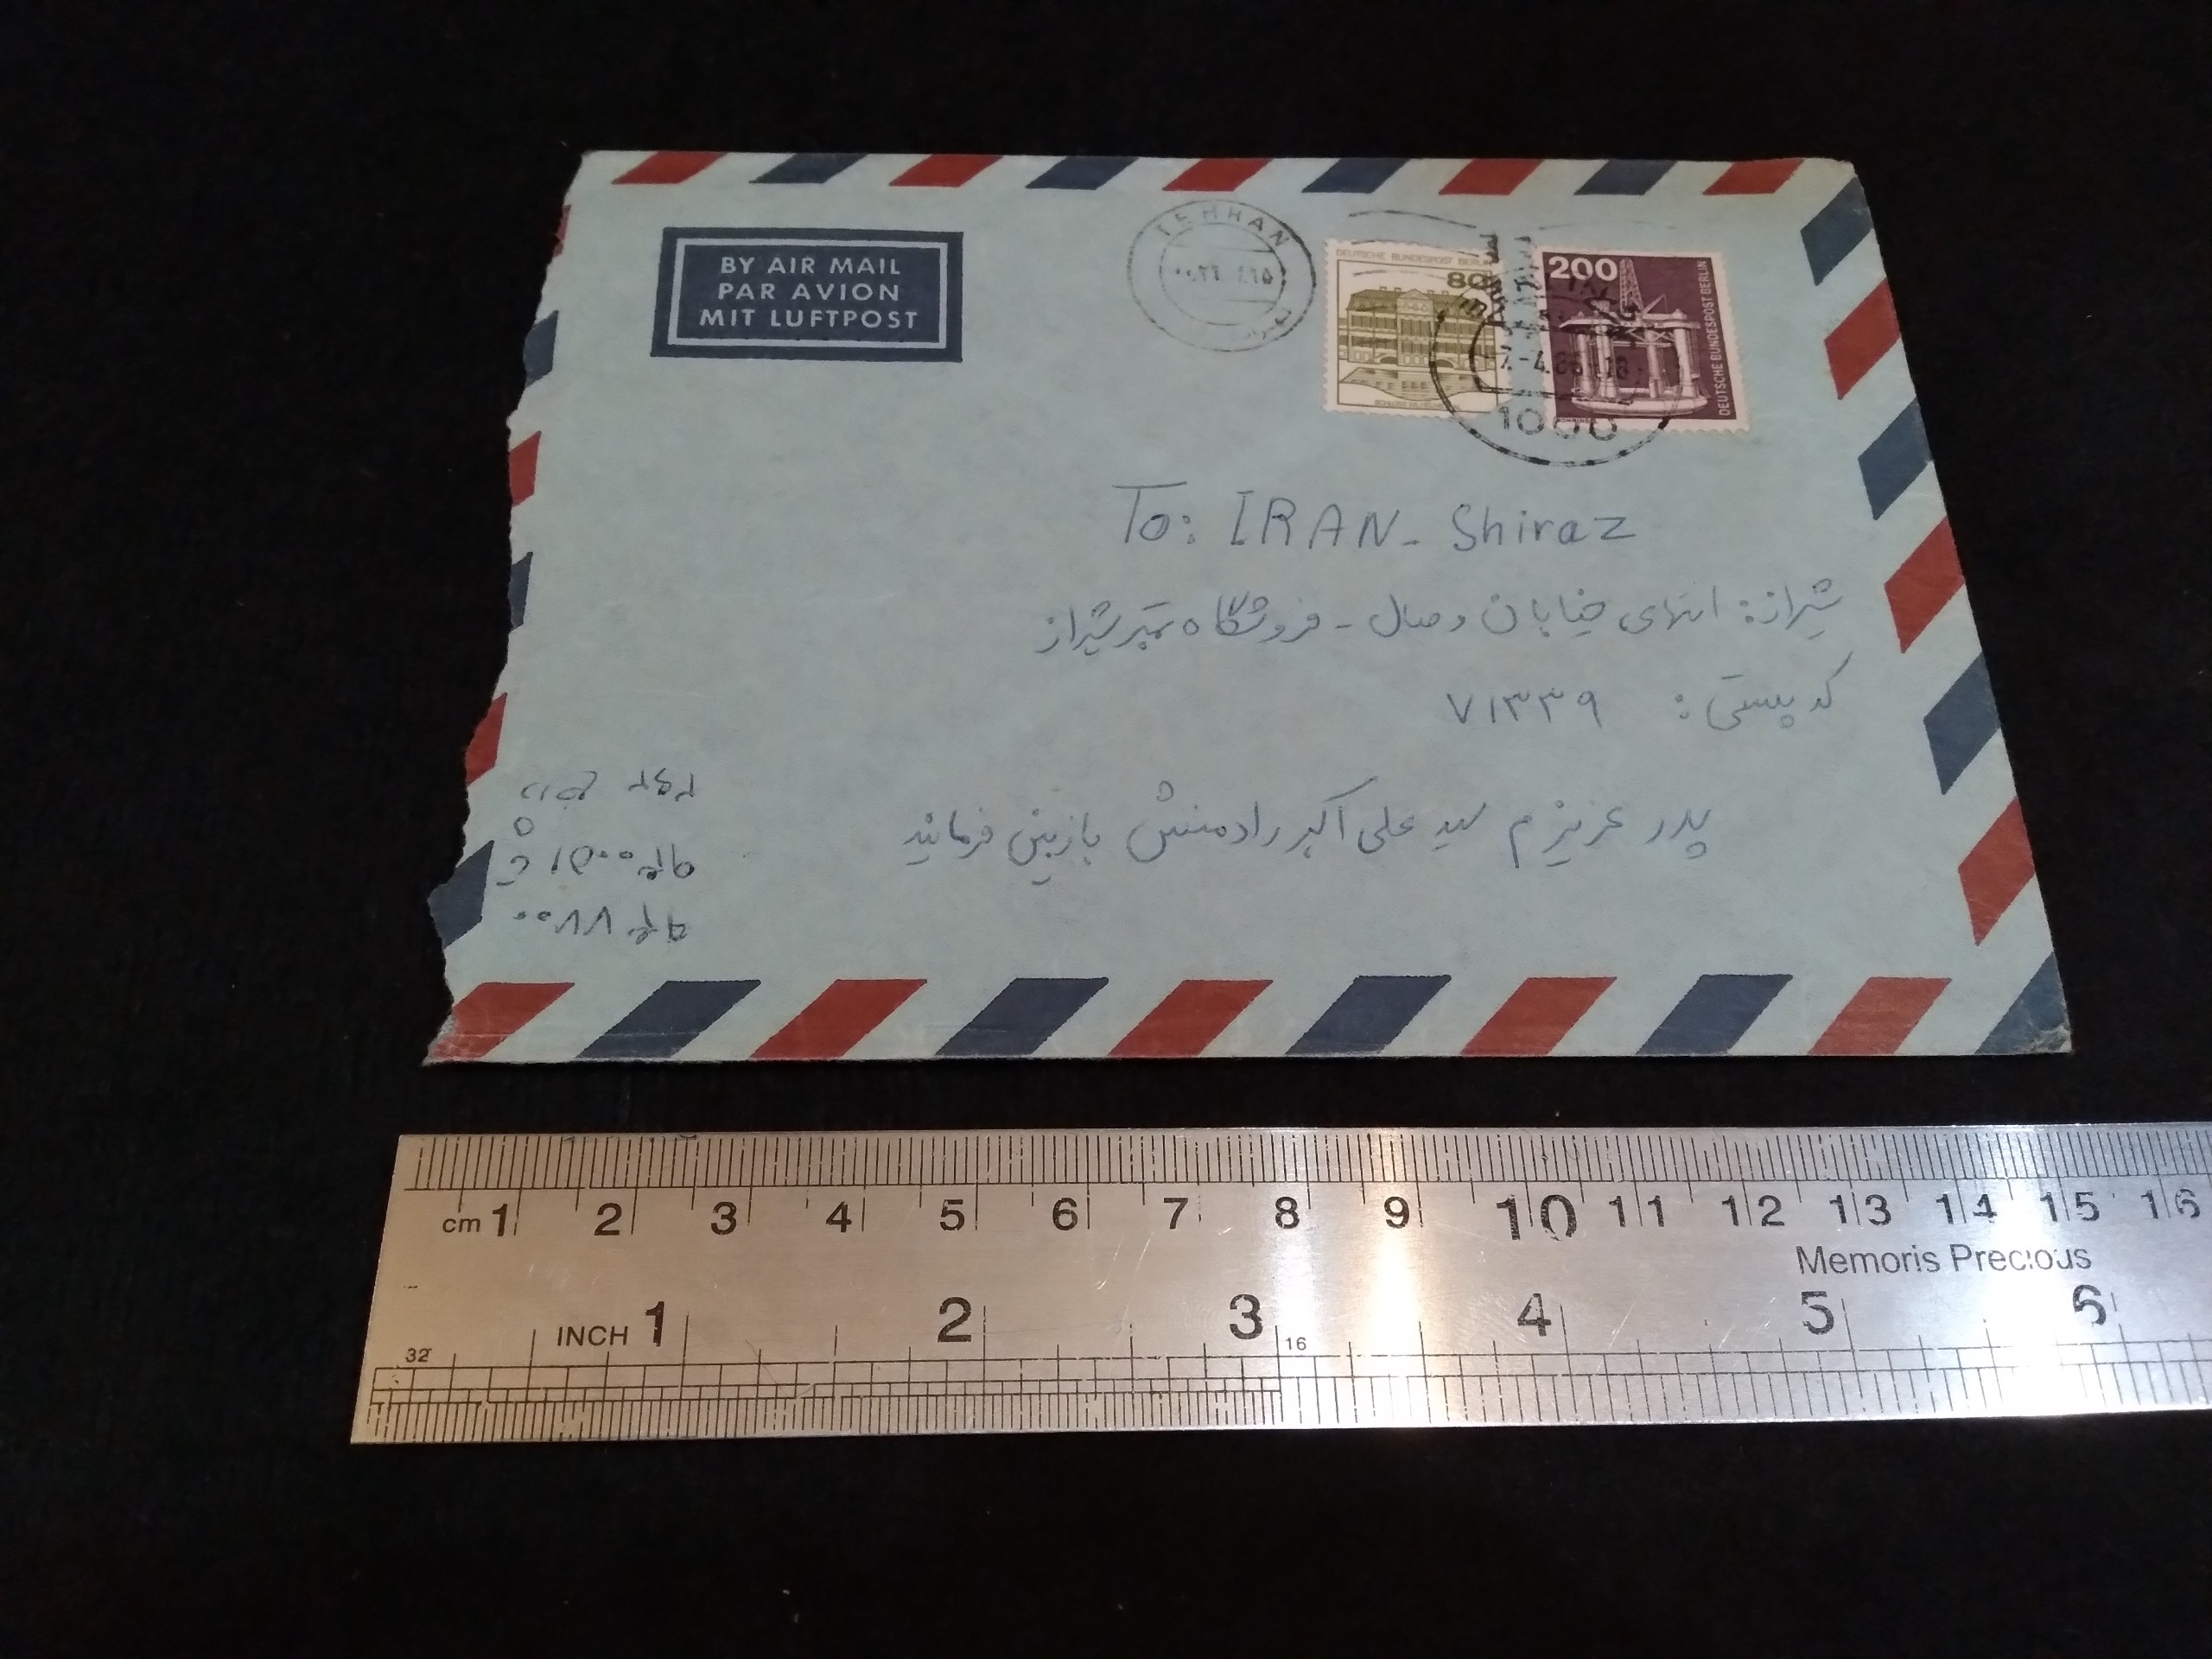 BY AIR MAIL
PAR AVION
MIT LUFTPOST
TEHRAN
DEUTSCHE BUNDESPOST BERLIN
80
200
DEUTSCHE BUNDESPOST BERLIN
1000
To: IRAN - Shiraz
شیراز: انتهای خیابان وصال - فروشگاه تمبر شیراز
کد پستی: ۷۱۳۳۹
پدر عزیزم سید علی اکبر رادمنش بازبین فرمائید
cm 1 2 3 4 5 6 7 8 9 10 11 12 13 14 15 16
Memoris Precious
INCH 1 2 3 4 5 6
32 16